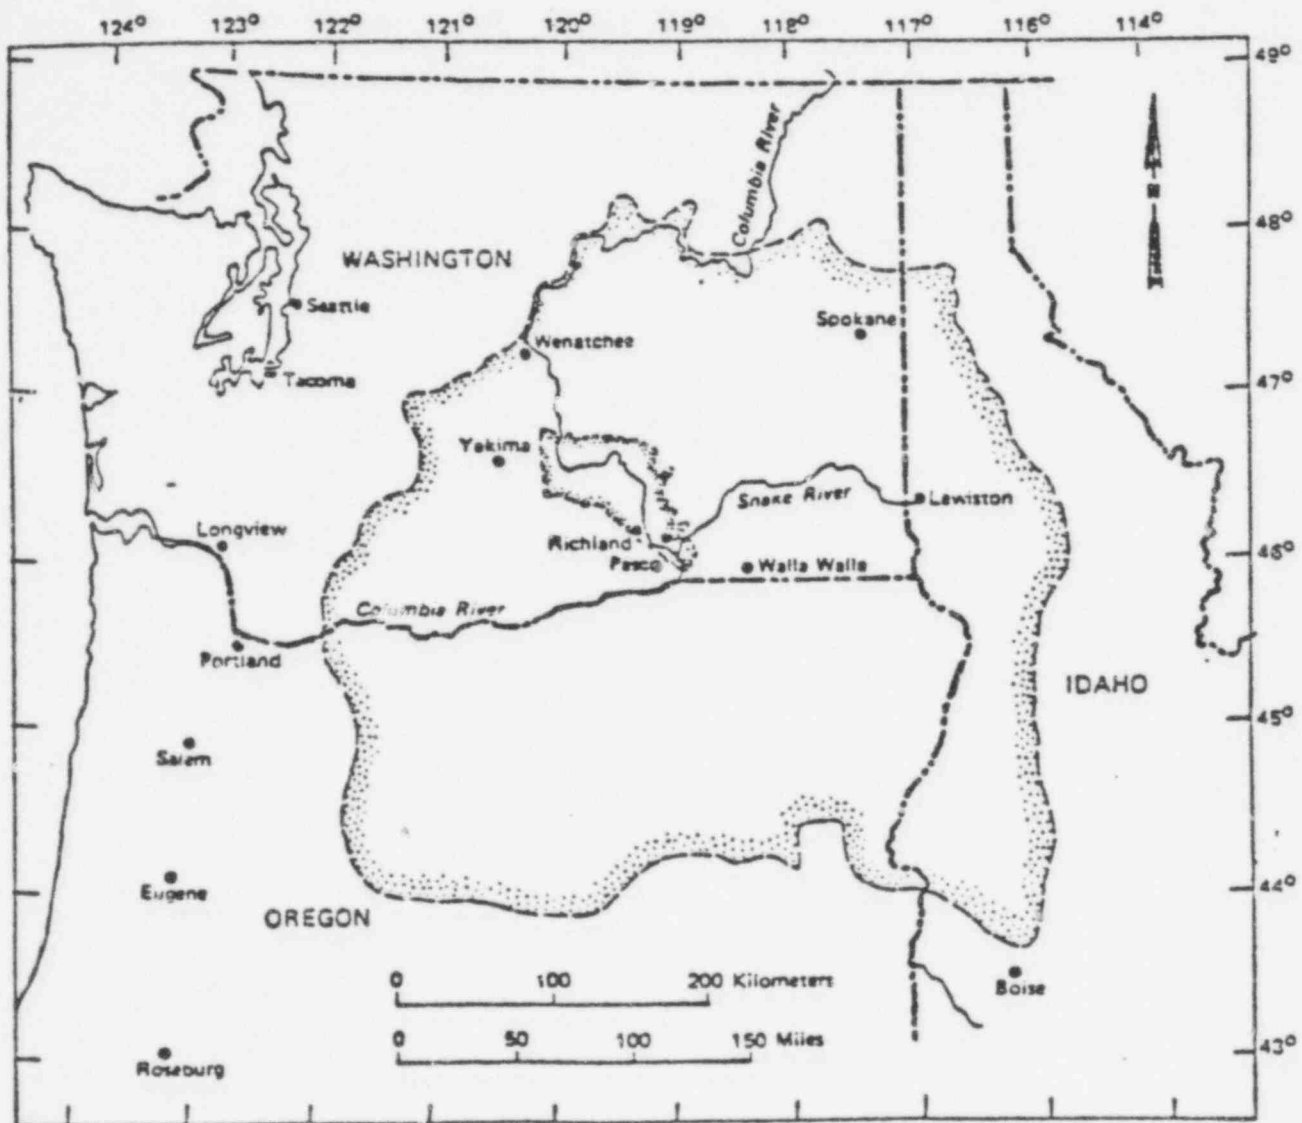 124° 123° 122° 121° 120° 119° 118° 117° 116° 114°
49°
Columbia River
48°
WASHINGTON
Seattle
Spokane
Wenatchee
Tacoma
47°
Yakima
Snake River
Lewiston
Longview
Richland
46°
Pasco
Walla Walla
Columbia River
Portland
IDAHO
45°
Salem
44°
Eugene
OREGON
0 100 200 Kilometers
Boise
0 50 100 150 Miles
43°
Roseburg